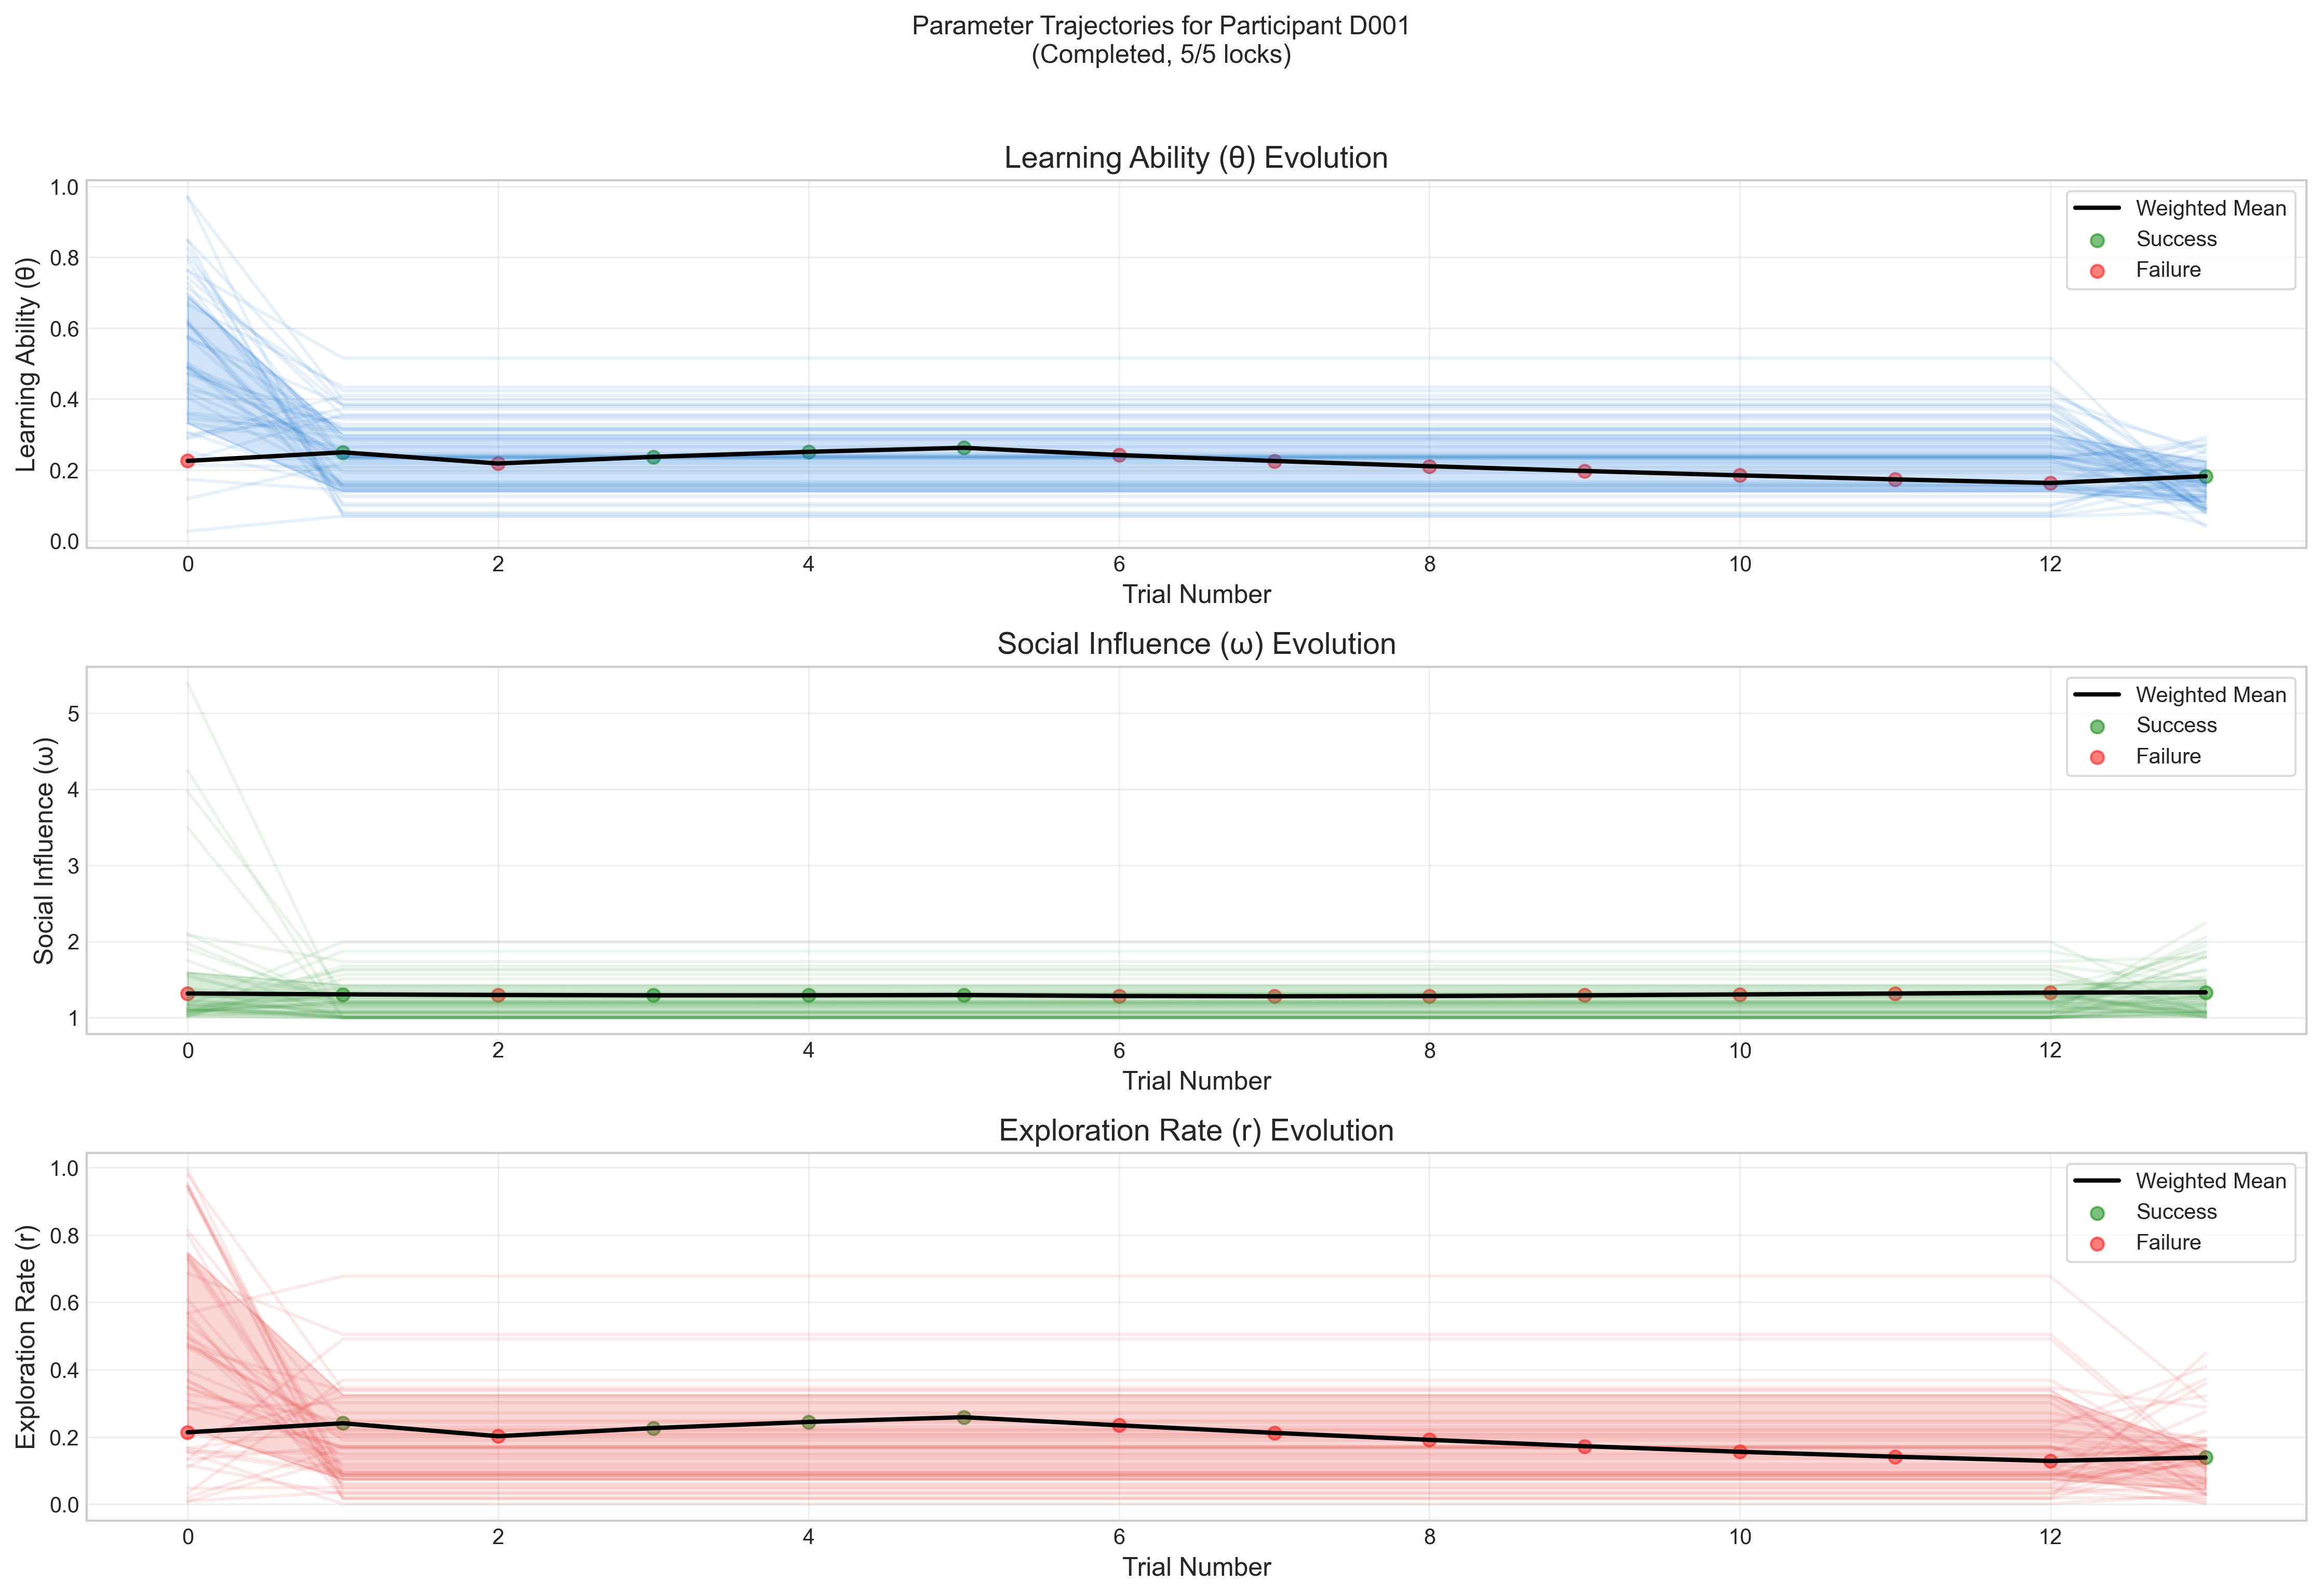 Parameter Trajectories for Participant D001
(Completed, 5/5 locks)
Learning Ability (θ) Evolution
Learning Ability (θ)
1.0
0.8
0.6
0.4
0.2
0.0
Weighted Mean
Success
Failure
0 2 4 6 8 10 12
Trial Number
Social Influence (ω) Evolution
Social Influence (ω)
5
4
3
2
1
Weighted Mean
Success
Failure
0 2 4 6 8 10 12
Trial Number
Exploration Rate (r) Evolution
Exploration Rate (r)
1.0
0.8
0.6
0.4
0.2
0.0
Weighted Mean
Success
Failure
0 2 4 6 8 10 12
Trial Number